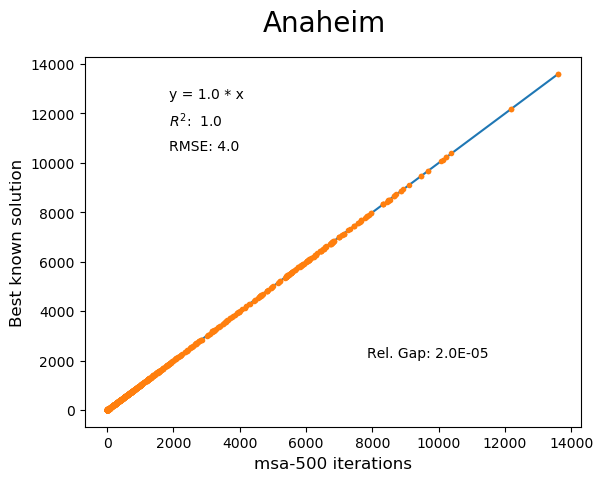 Anaheim
14000
12000
10000
8000
6000
4000
2000
0
Best known solution
y = 1.0 * x
R²: 1.0
RMSE: 4.0
Rel. Gap: 2.0E-05
0 2000 4000 6000 8000 10000 12000 14000
msa-500 iterations